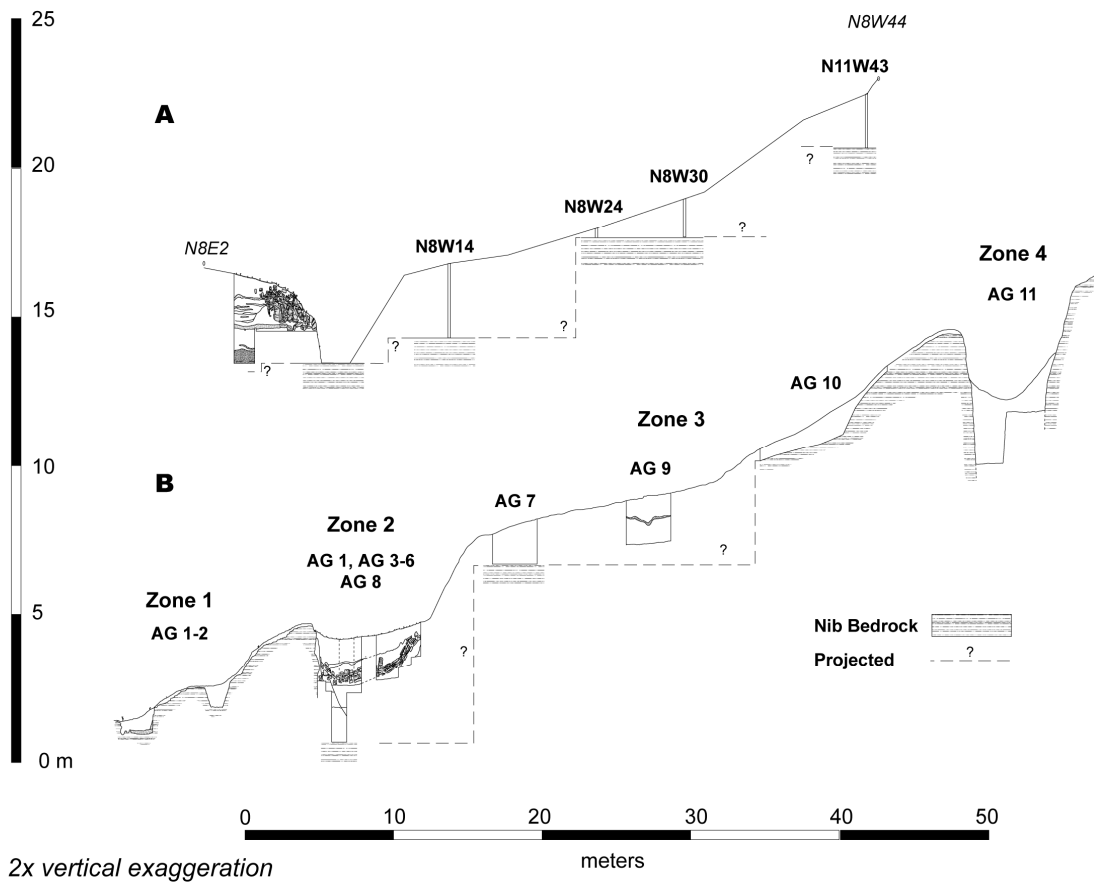 25
N8W44
N11W43
A
20
?
N8W30
N8W24
?
N8E2
N8W14
Zone 4
AG 11
15
?
?
?
AG 10
Zone 3
10
AG 9
B
AG 7
Zone 2
AG 1, AG 3-6
AG 8
?
Zone 1
AG 1-2
5
Nib Bedrock
?
Projected
?
0 m
0 10 20 30 40 50
meters
2x vertical exaggeration